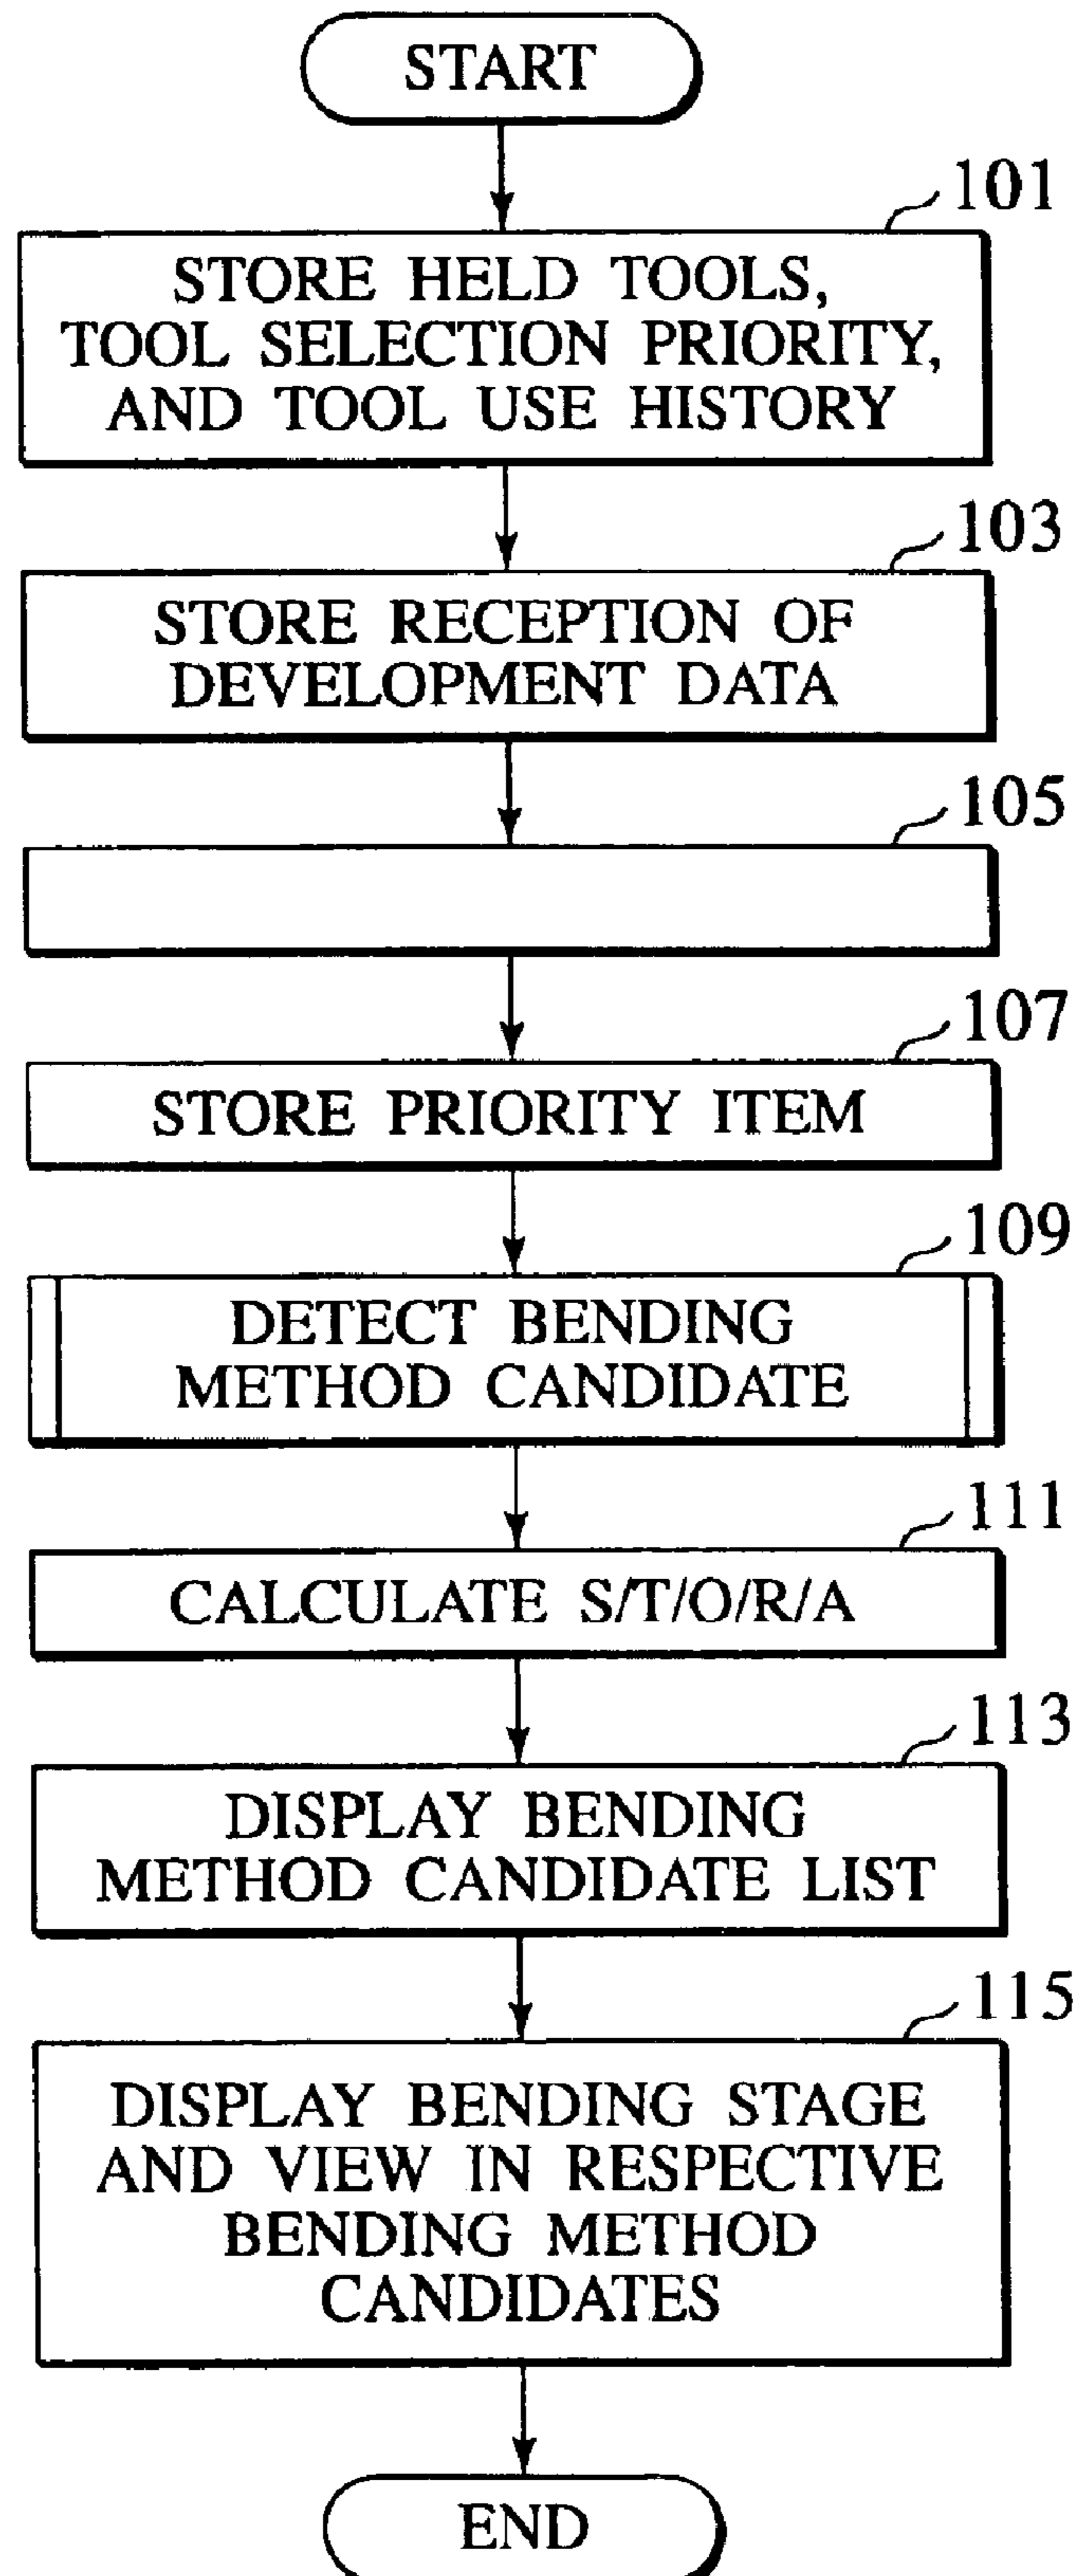 START
101
STORE HELD TOOLS,
TOOL SELECTION PRIORITY,
AND TOOL USE HISTORY
103
STORE RECEPTION OF
DEVELOPMENT DATA
105
107
STORE PRIORITY ITEM
109
DETECT BENDING
METHOD CANDIDATE
111
CALCULATE S/T/O/R/A
113
DISPLAY BENDING
METHOD CANDIDATE LIST
115
DISPLAY BENDING STAGE
AND VIEW IN RESPECTIVE
BENDING METHOD
CANDIDATES
END